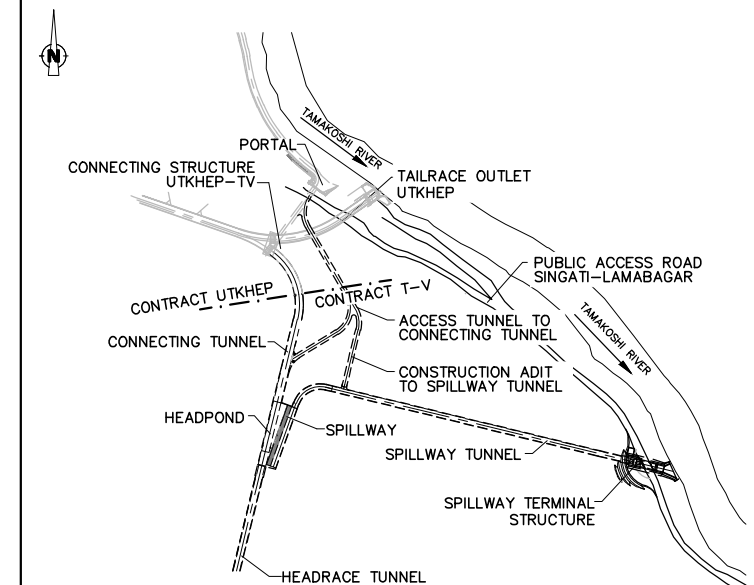 N
TAMAKOSHI RIVER
PORTAL
CONNECTING STRUCTURE
UTKHEP-TV
TAILRACE OUTLET
UTKHEP
PUBLIC ACCESS ROAD
SINGATI-LAMABAGAR
CONTRACT UTKHEP
CONTRACT T-V
TAMAKOSHI RIVER
CONNECTING TUNNEL
ACCESS TUNNEL TO
CONNECTING TUNNEL
CONSTRUCTION ADIT
TO SPILLWAY TUNNEL
HEADPOND
SPILLWAY
SPILLWAY TUNNEL
SPILLWAY TERMINAL
STRUCTURE
HEADRACE TUNNEL